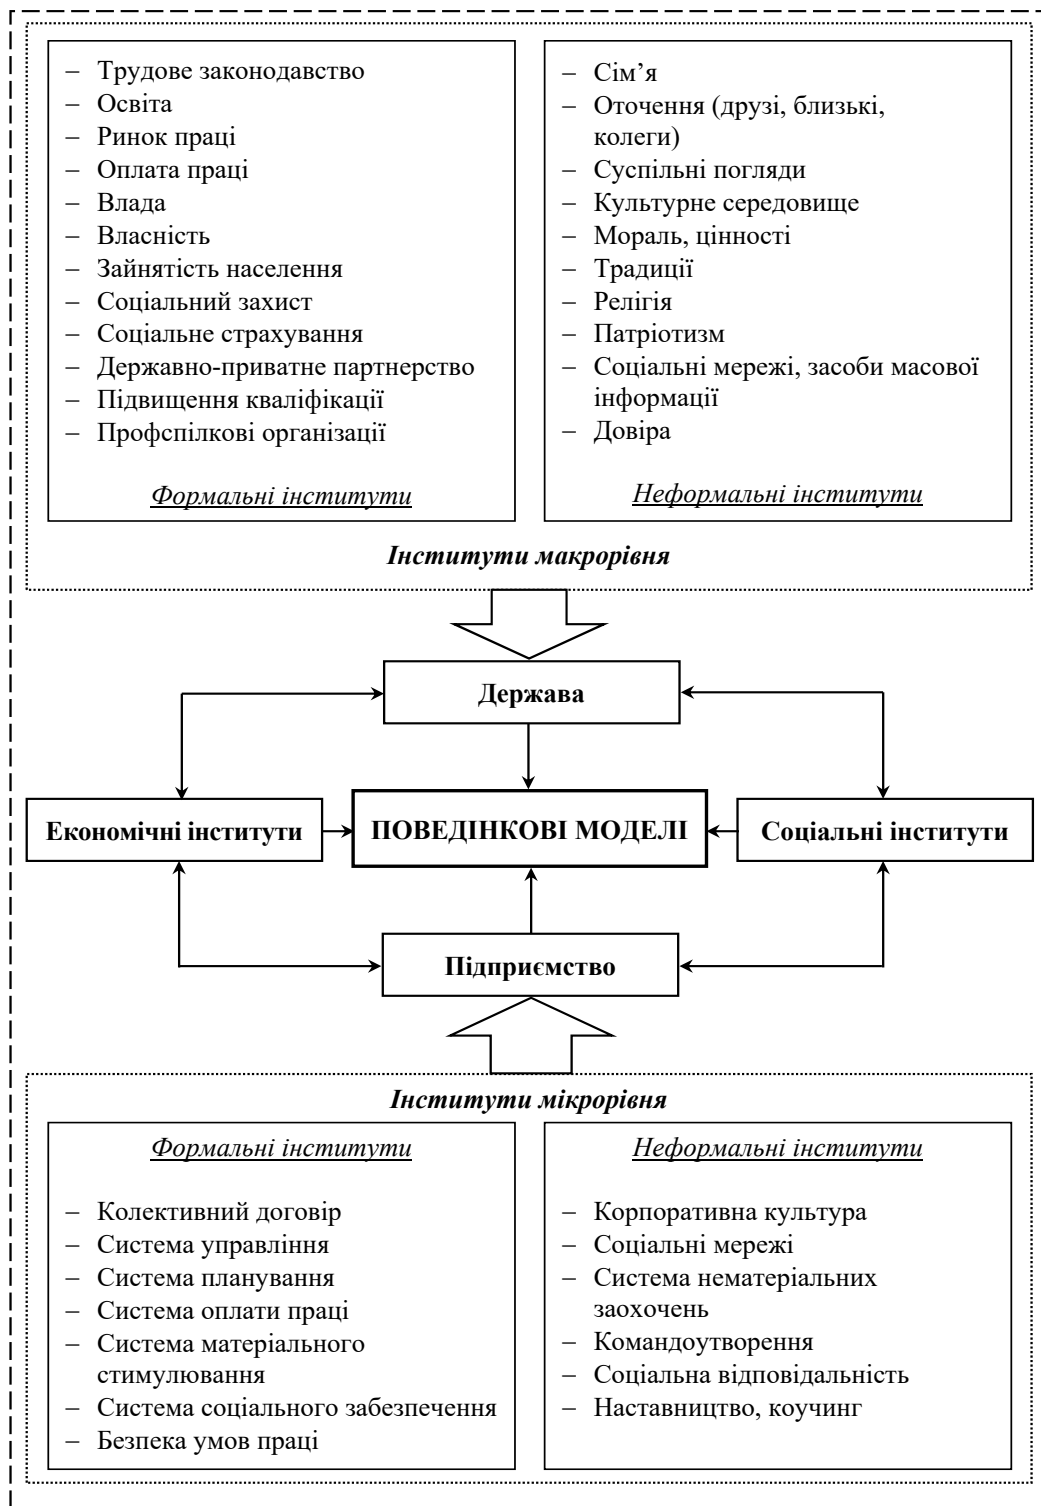 – Трудове законодавство
– Освіта
– Ринок праці
– Оплата праці
– Влада
– Власність
– Зайнятість населення
– Соціальний захист
– Соціальне страхування
– Державно-приватне партнерство
– Підвищення кваліфікації
– Профспілкові організації
Формальні інститути
– Сім’я
– Оточення (друзі, близькі,
колеги)
– Суспільні погляди
– Культурне середовище
– Мораль, цінності
– Традиції
– Релігія
– Патріотизм
– Соціальні мережі, засоби масової
інформації
– Довіра
Неформальні інститути
Інститути макрорівня
Держава
Економічні інститути
ПОВЕДІНКОВІ МОДЕЛІ
Соціальні інститути
Підприємство
Інститути мікрорівня
Формальні інститути
– Колективний договір
– Система управління
– Система планування
– Система оплати праці
– Система матеріального
стимулювання
– Система соціального забезпечення
– Безпека умов праці
Неформальні інститути
– Корпоративна культура
– Соціальні мережі
– Система нематеріальних
заохочень
– Командоутворення
– Соціальна відповідальність
– Наставництво, коучинг